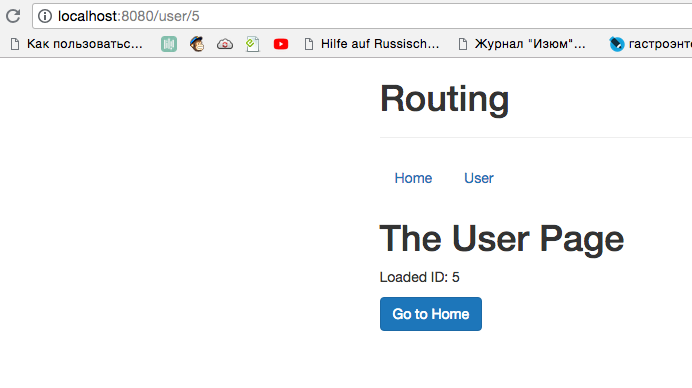 localhost:8080/user/5
Как пользоватьс... Hilfe auf Russisch... Журнал "Изюм"... гастроэнт
Routing
Home User
The User Page
Loaded ID: 5
Go to Home